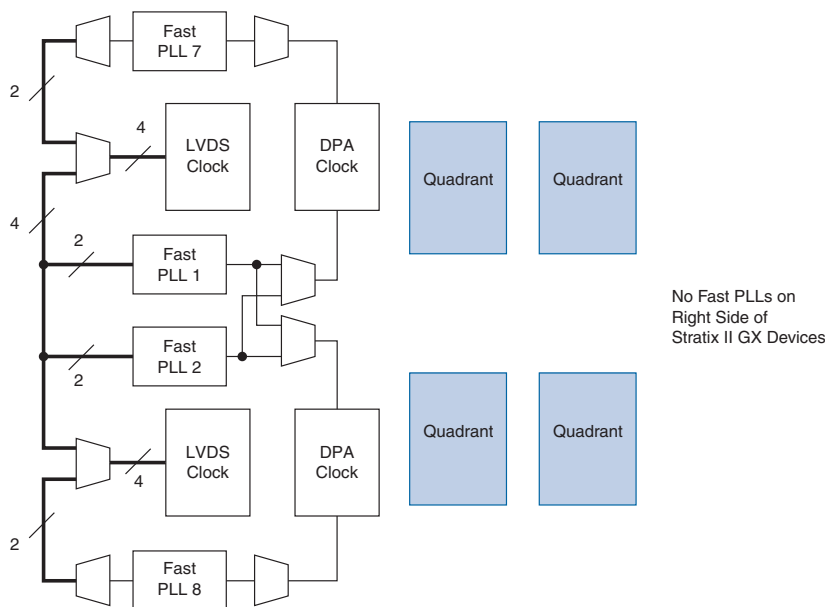 Fast
PLL 7
2
4
LVDS
Clock
DPA
Clock
Quadrant
Quadrant
4
2
Fast
PLL 1
No Fast PLLs on
Right Side of
Stratix II GX Devices
Fast
PLL 2
2
LVDS
Clock
DPA
Clock
Quadrant
Quadrant
4
2
Fast
PLL 8